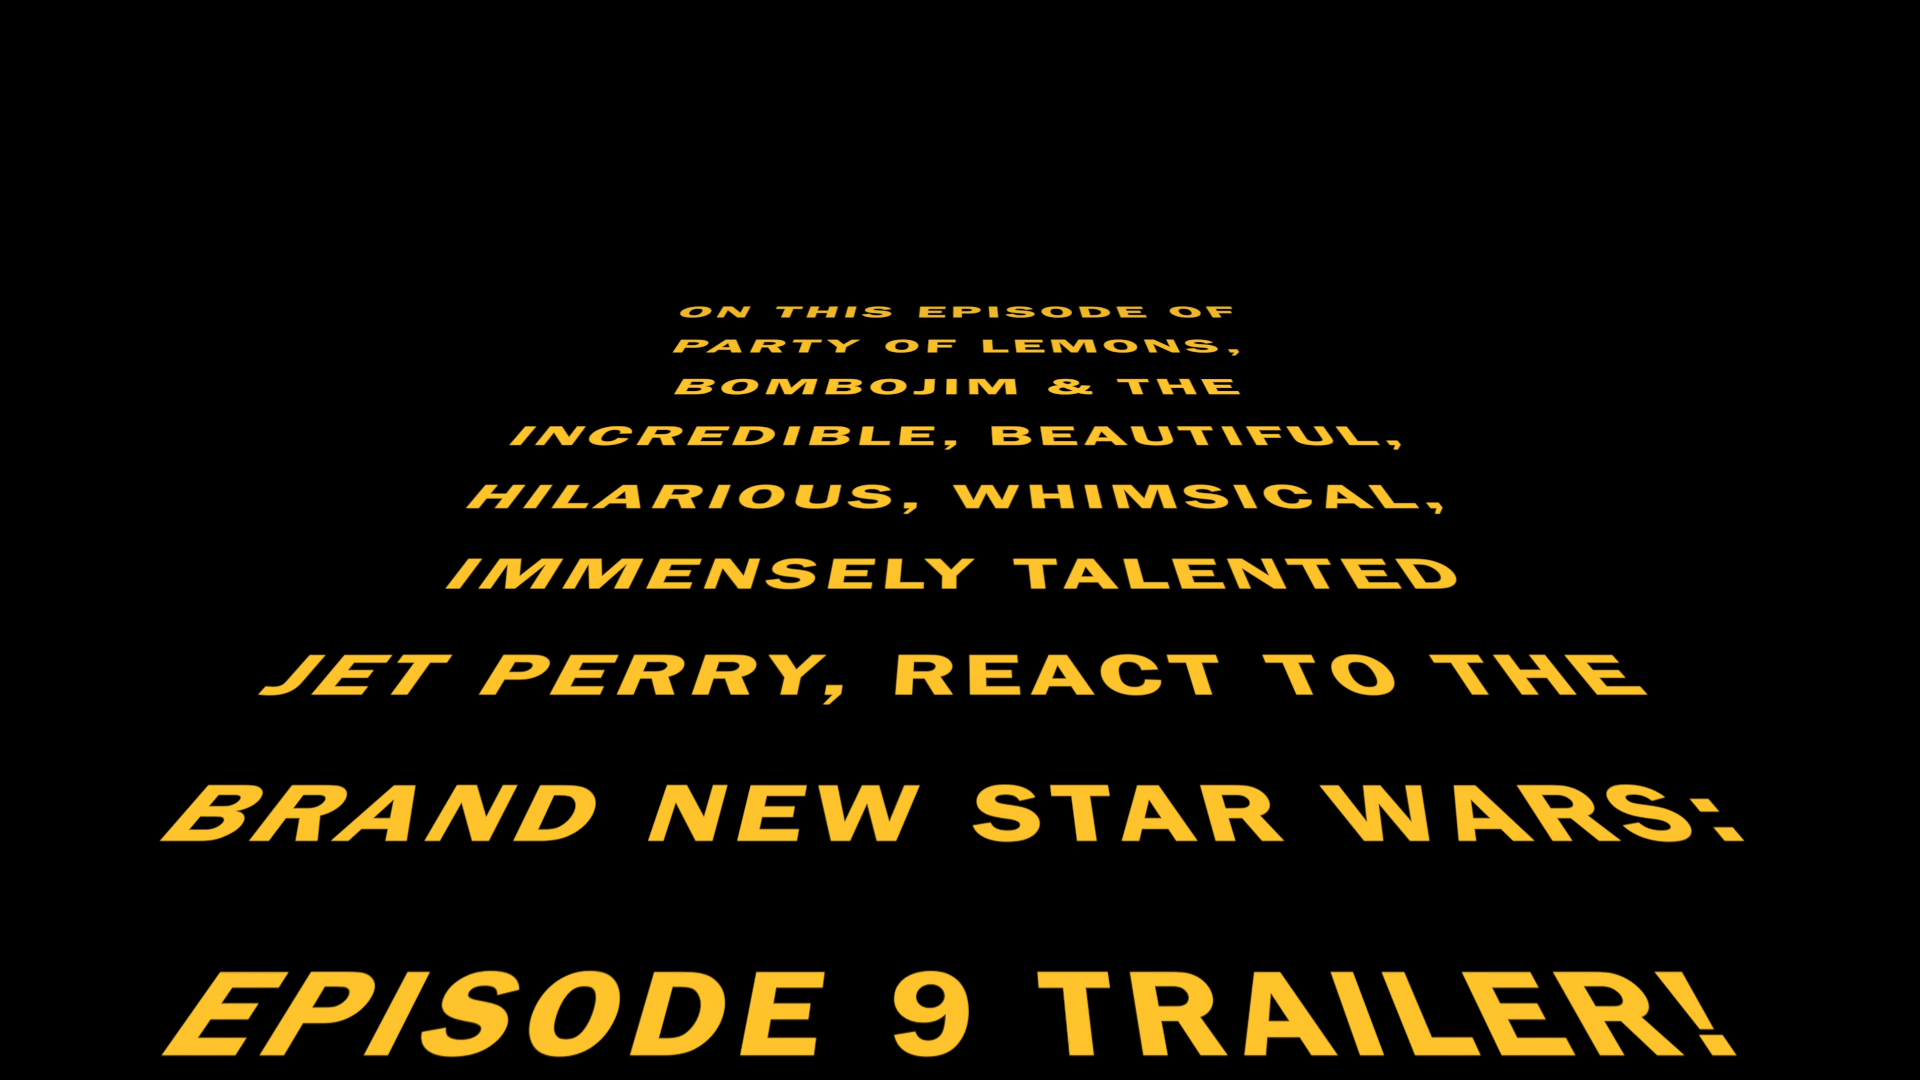 ON THIS EPISODE OF
PARTY OF LEMONS,
BOMBOJIM & THE
INCREDIBLE, BEAUTIFUL,
HILARIOUS, WHIMSICAL,
IMMENSELY TALENTED
JET PERRY, REACT TO THE
BRAND NEW STAR WARS:
EPISODE 9 TRAILER!